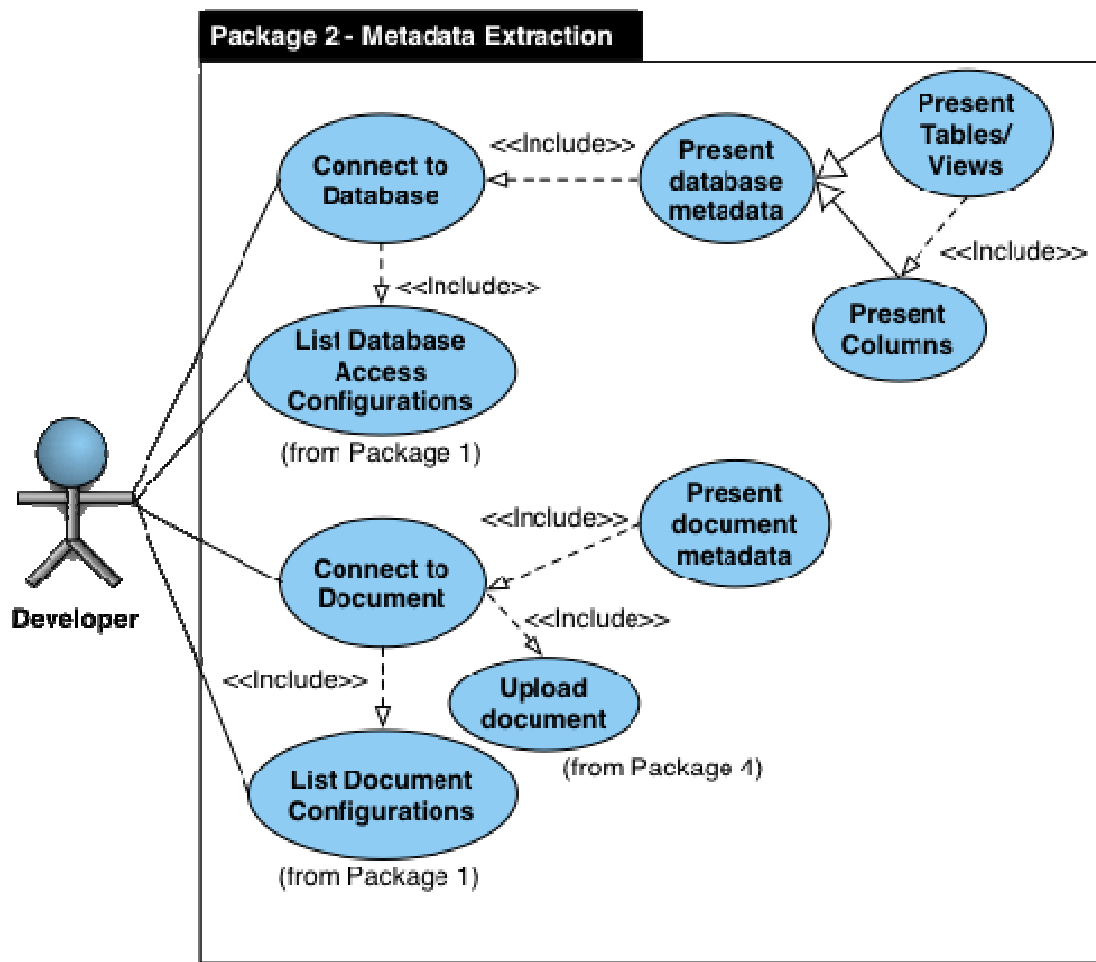 Package 2 - Metadata Extraction
Present
Tables/
Views
<<Include>>
Connect to
Database
Present
database
metadata
<<Include>>
<<Include>>
Present
Columns
List Database
Access
Configurations
(from Package 1)
Present
document
metadata
<<Include>>
Connect to
Document
Developer
<<Include>>
<<Include>>
Upload
document
(from Package 4)
List Document
Configurations
(from Package 1)